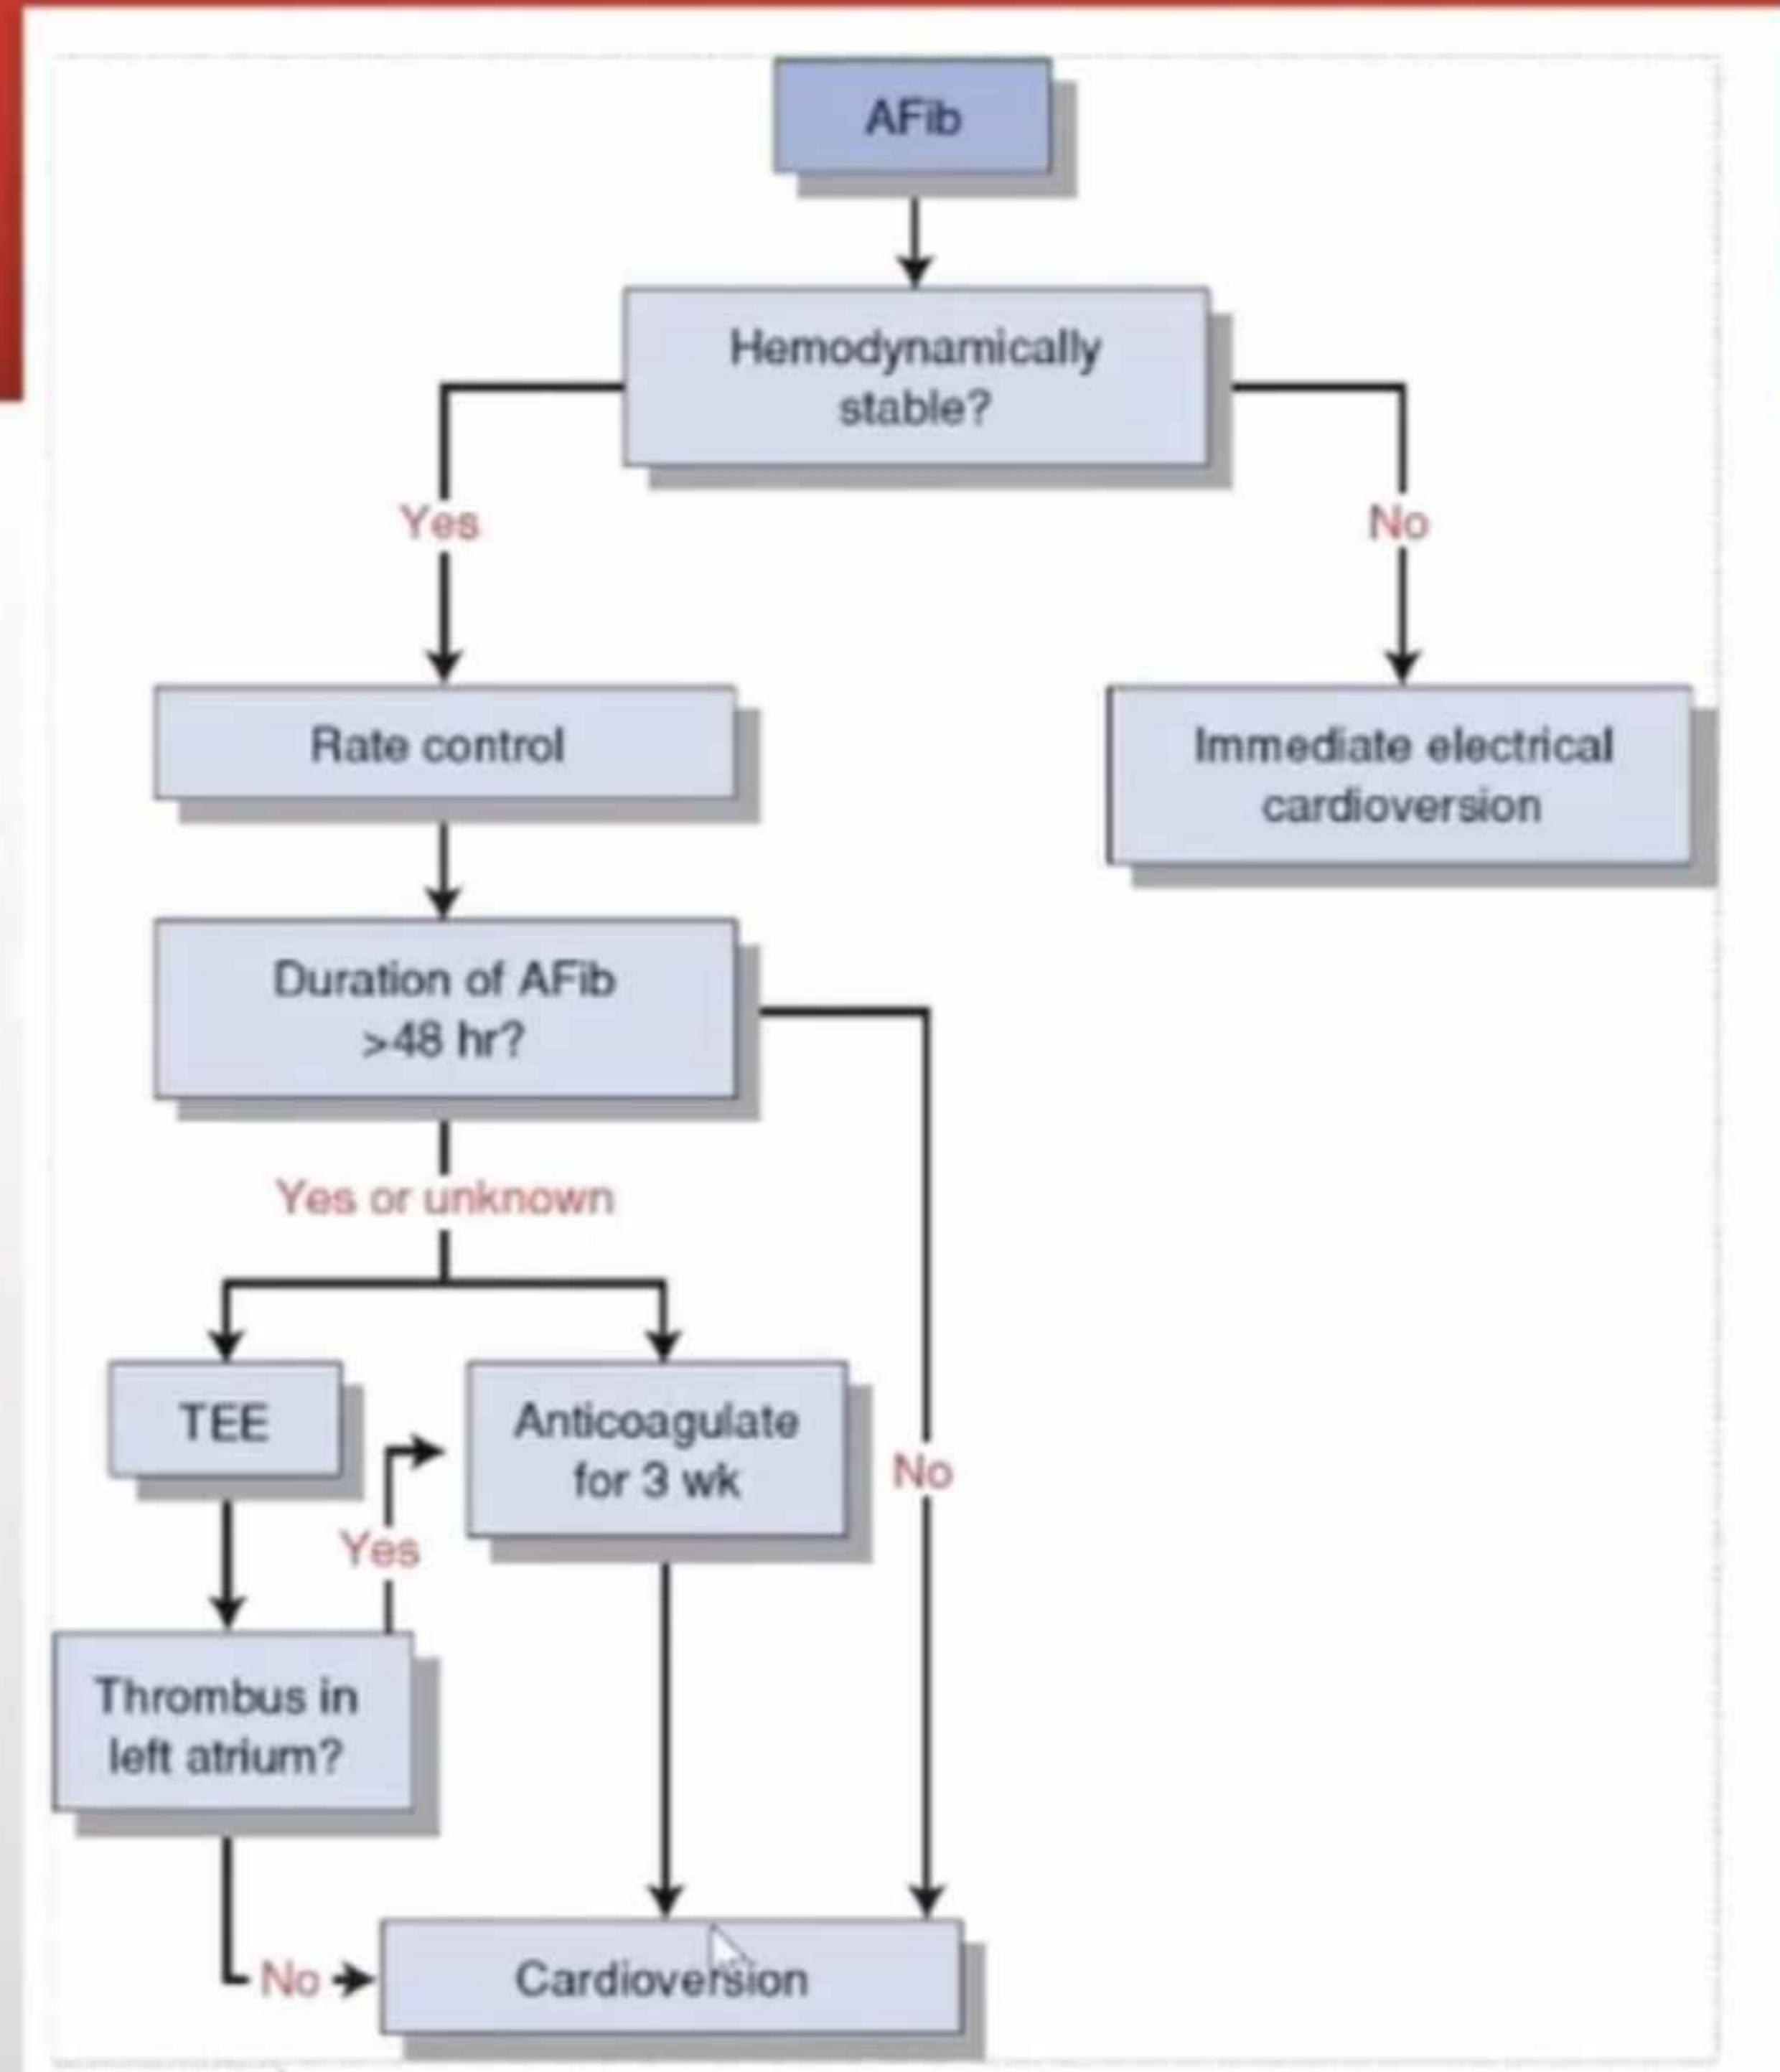 AFib
Hemodynamically
stable?
Yes
No
Rate control
Immediate electrical
cardioversion
Duration of AFib
>48 hr?
Yes or unknown
TEE
Anticoagulate
for 3 wk
No
Yes
Thrombus in
left atrium?
No
Cardioversion